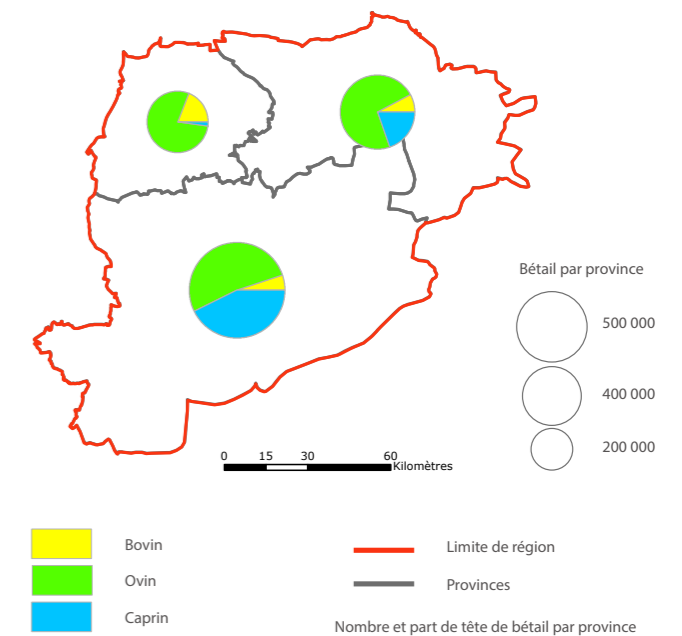 Bétail par province
500 000
400 000
200 000
0 15 30 60
Kilomètres
Bovin
Ovin
Caprin
Limite de région
Provinces
Nombre et part de tête de bétail par province